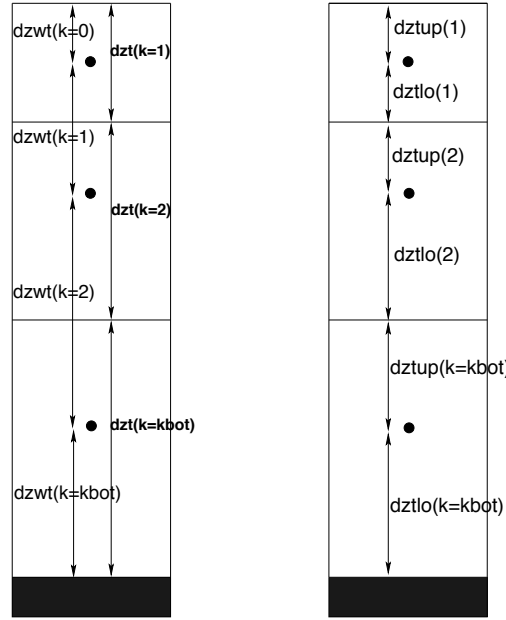 dzwt(k=0)
dzt(k=1)
dzwt(k=1)
dzt(k=2)
dzwt(k=2)
dzt(k=kbot)
dzwt(k=kbot)
dztup(1)
dztlo(1)
dztup(2)
dztlo(2)
dztup(k=kbot)
dztlo(k=kbot)